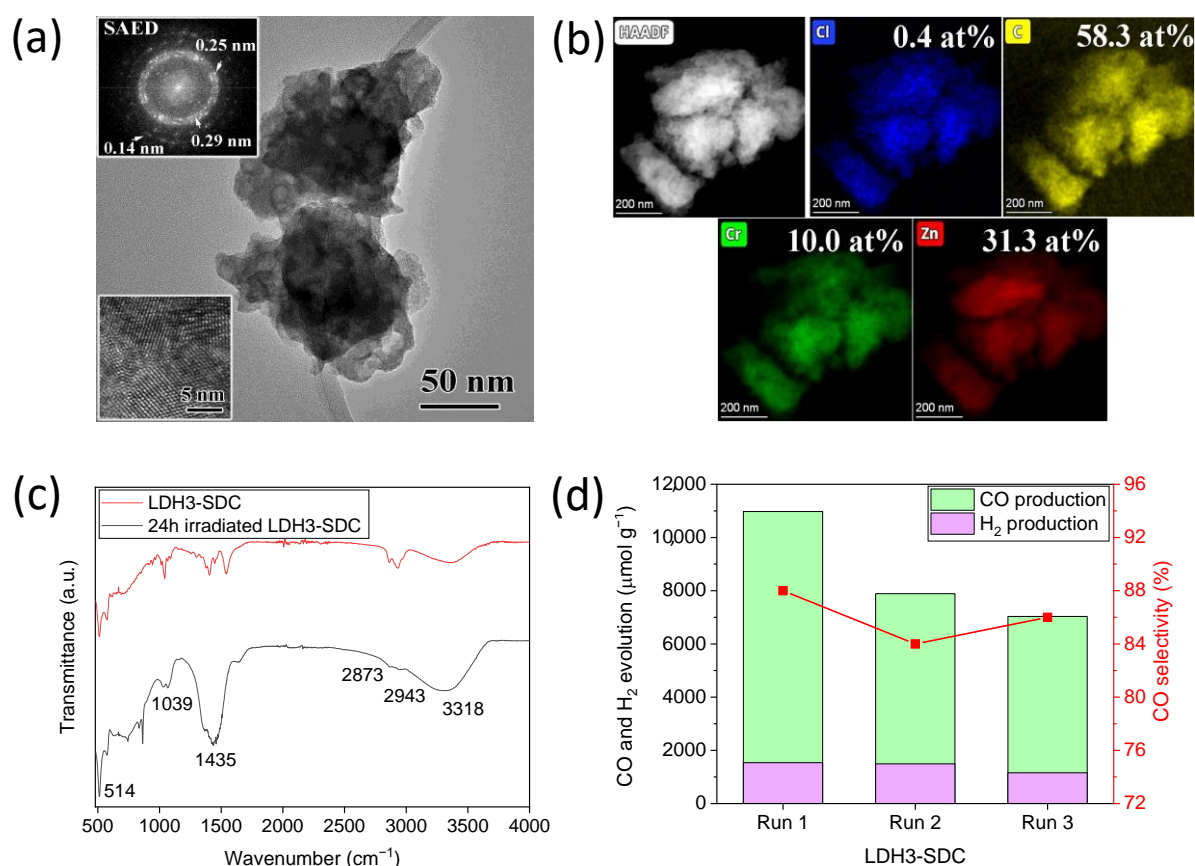 (a)
SAED
0.25 nm
0.14 nm
0.29 nm
5 nm
50 nm
(b)
HAADF
200 nm
Cl
0.4 at%
200 nm
C
58.3 at%
200 nm
Cr
10.0 at%
200 nm
Zn
31.3 at%
200 nm
(c)
LDH3-SDC
24h irradiated LDH3-SDC
Transmittance (a.u.)
514
1039
1435
2873
2943
3318
500 1000 1500 2000 2500 3000 3500 4000
Wavenumber (cm⁻¹)
(d)
CO production
H₂ production
CO and H₂ evolution (μmol g⁻¹)
12,000
10,000
8000
6000
4000
2000
0
96
92
88
84
80
76
72
CO selectivity (%)
Run 1 Run 2 Run 3
LDH3-SDC